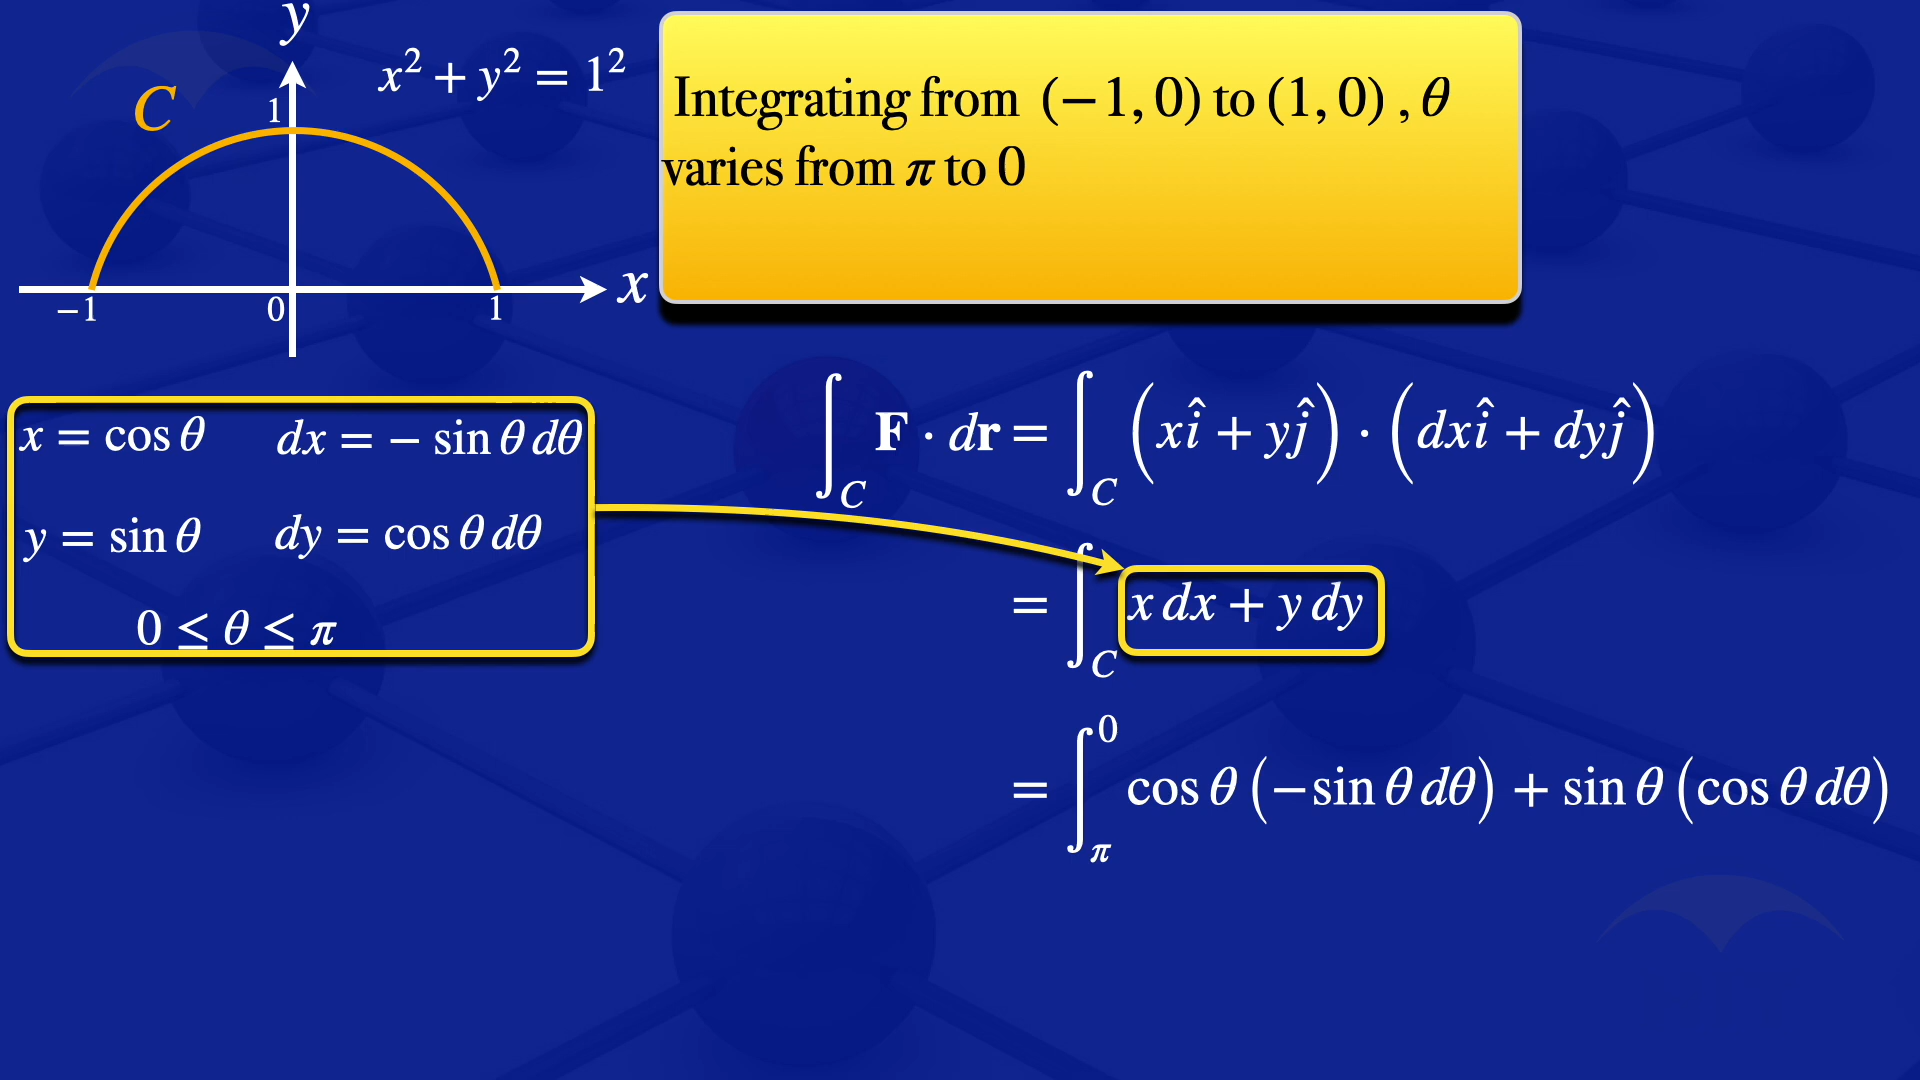 y
x² + y² = 1²
C
1
−1
0
1
x
Integrating from (−1, 0) to (1, 0) , θ
varies from π to 0
x = cos θ dx = − sin θ dθ
y = sin θ dy = cos θ dθ
0 ≤ θ ≤ π
∫_C F · dr = ∫_C (xî + yĵ) · (dxî + dyĵ)
= ∫_C x dx + y dy
= ∫_π^0 cos θ (−sin θ dθ) + sin θ (cos θ dθ)